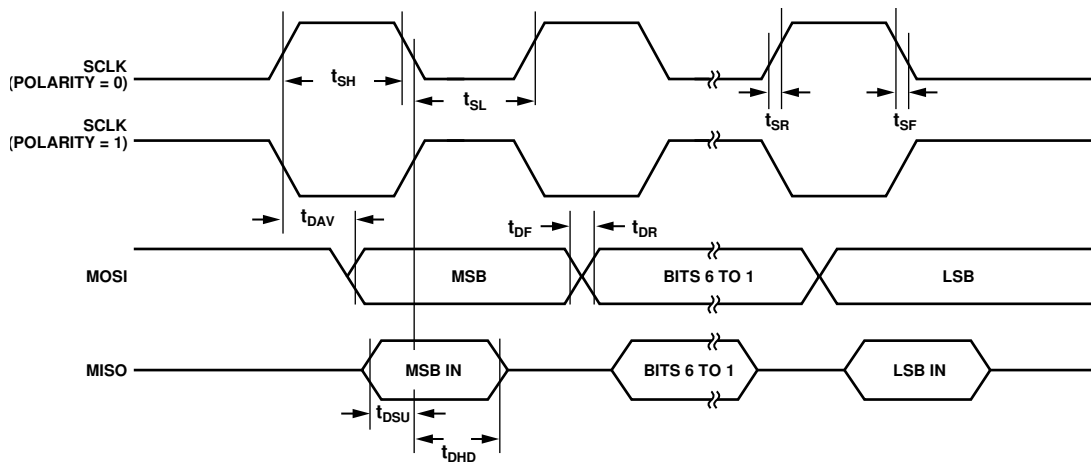 SCLK
(POLARITY = 0)
tSH
tSL
tSR
tSF
SCLK
(POLARITY = 1)
tDAV
tDF
tDR
MOSI
MSB
BITS 6 TO 1
LSB
MISO
MSB IN
BITS 6 TO 1
LSB IN
tDSU
tDHD